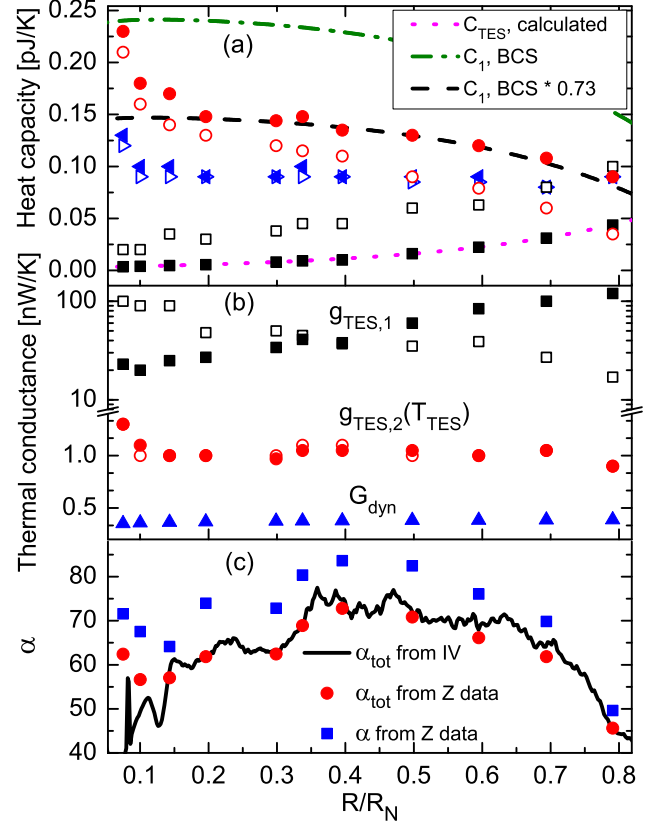 Heat capacity [pJ/K]
0.25
0.20
0.15
0.10
0.05
0.00
(a)
C_TES, calculated
C_1, BCS
C_1, BCS * 0.73
Thermal conductance [nW/K]
100
10
1.0
0.5
(b)
g_TES,1
g_TES,2(T_TES)
G_dyn
α
80
70
60
50
40
(c)
α_tot from IV
α_tot from Z data
α from Z data
0.1 0.2 0.3 0.4 0.5 0.6 0.7 0.8
R/R_N